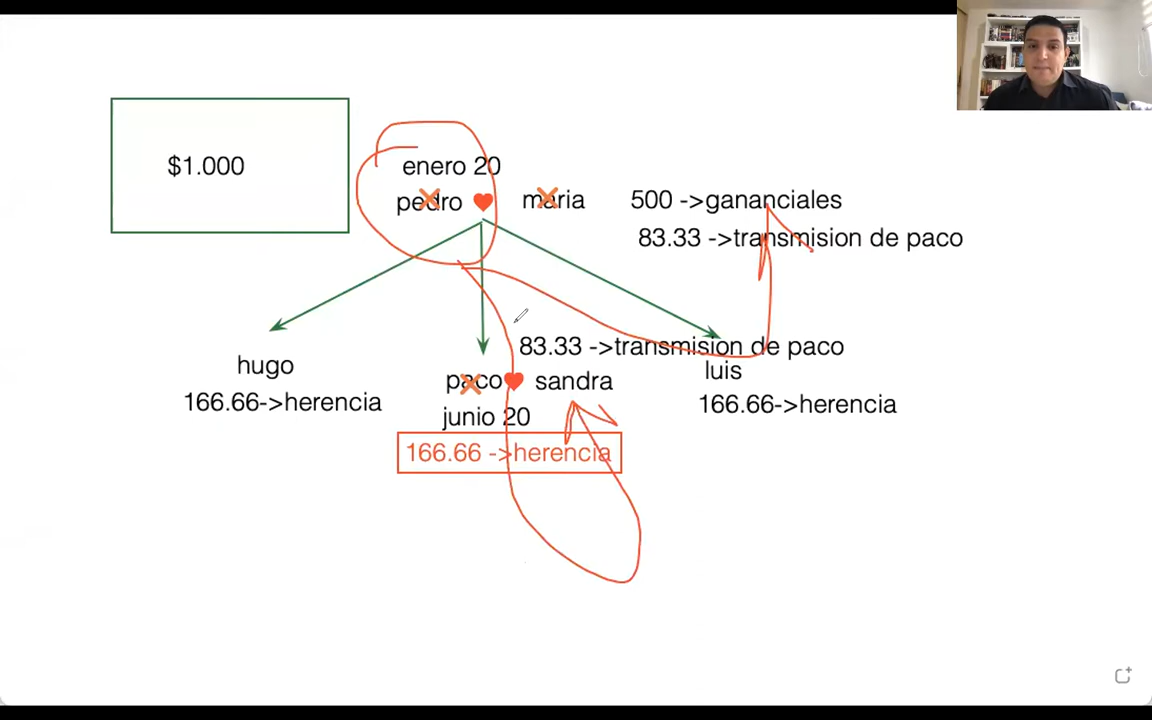 $1.000
enero 20
pedro
maria
500 ->gananciales
83.33 ->transmision de paco
83.33 ->transmision de paco
hugo
166.66->herencia
paco
sandra
junio 20
166.66 ->herencia
luis
166.66->herencia